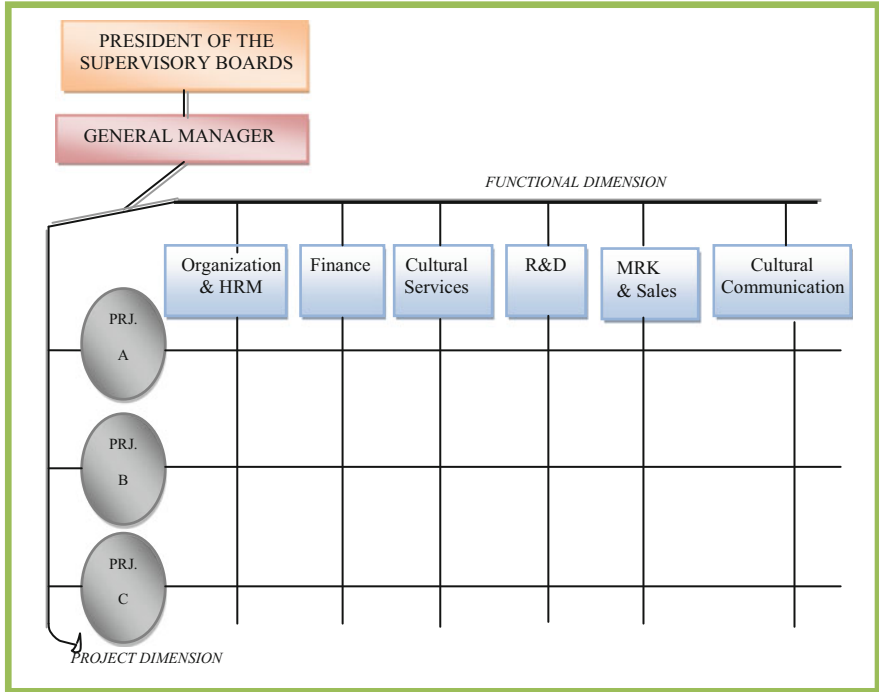 PRESIDENT OF THE
SUPERVISORY BOARDS
GENERAL MANAGER
FUNCTIONAL DIMENSION
Organization
& HRM
Finance
Cultural
Services
R&D
MRK
& Sales
Cultural
Communication
PRJ.
A
PRJ.
B
PRJ.
C
PROJECT DIMENSION